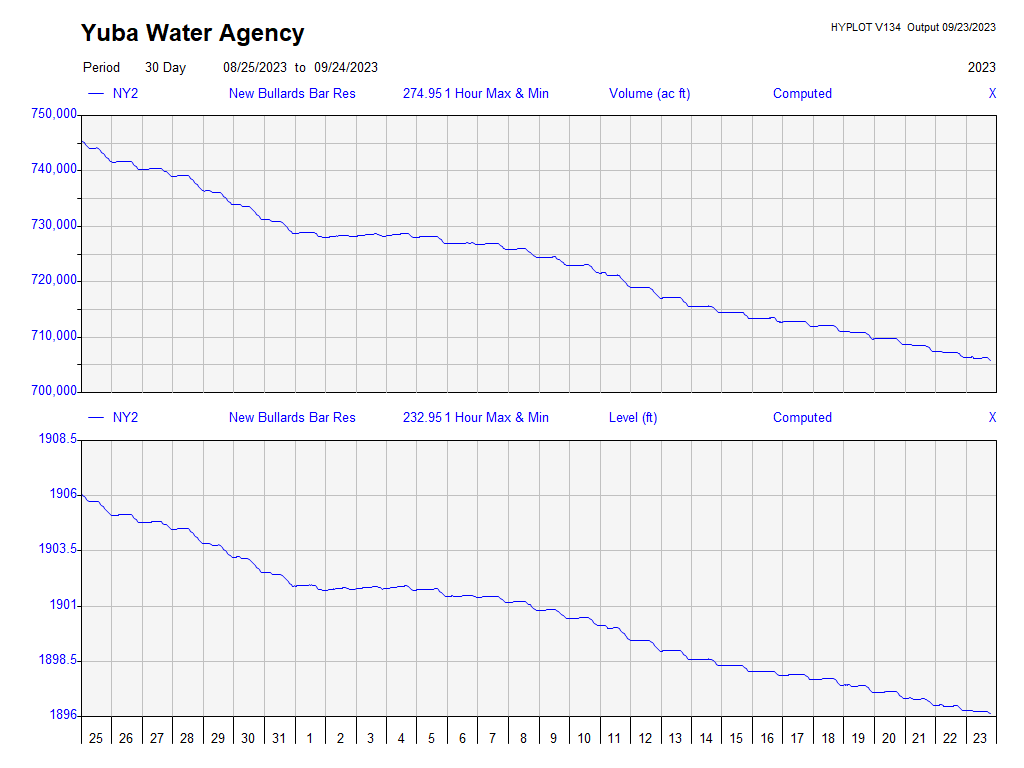 Yuba Water Agency
HYPLOT V134 Output 09/23/2023
Period 30 Day 08/25/2023 to 09/24/2023 2023
NY2 New Bullards Bar Res 274.95 1 Hour Max & Min Volume (ac ft) Computed X
750,000
740,000
730,000
720,000
710,000
700,000
NY2 New Bullards Bar Res 232.95 1 Hour Max & Min Level (ft) Computed X
1908.5
1906
1903.5
1901
1898.5
1896
25 26 27 28 29 30 31 1 2 3 4 5 6 7 8 9 10 11 12 13 14 15 16 17 18 19 20 21 22 23